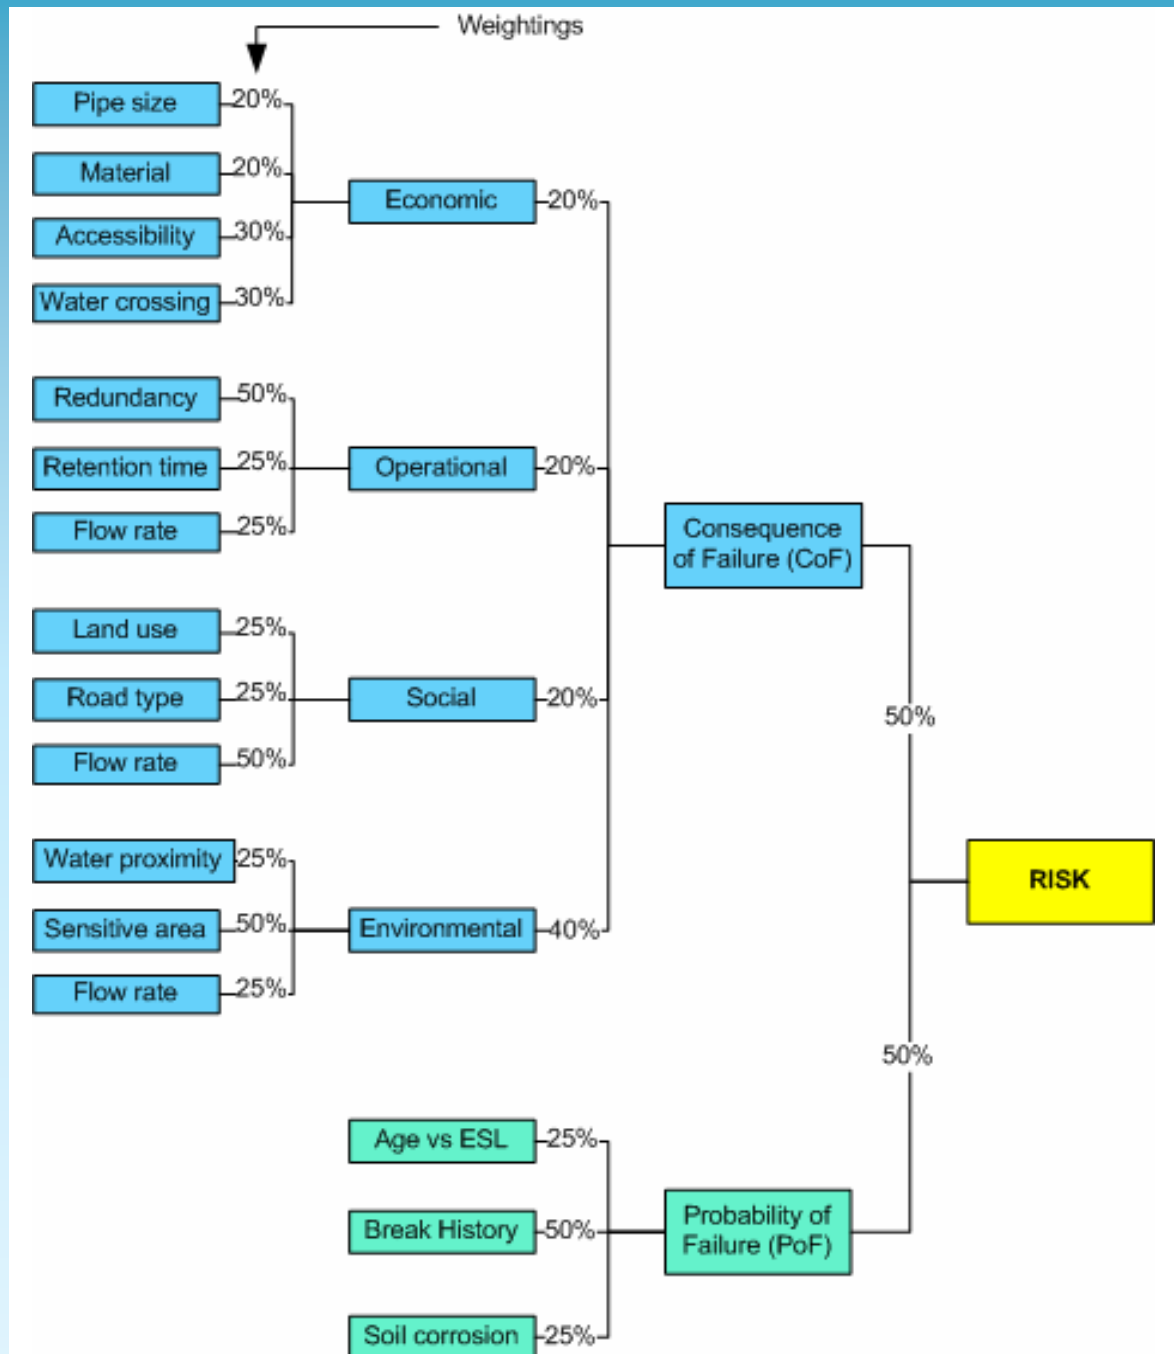 Weightings
Pipe size 20%
Material 20%
Accessibility 30%
Water crossing 30%
Economic 20%
Redundancy 50%
Retention time 25%
Flow rate 25%
Operational 20%
Consequence
of Failure (CoF)
Land use 25%
Road type 25%
Flow rate 50%
Social 20%
50%
Water proximity 25%
Sensitive area 50%
Flow rate 25%
Environmental 40%
RISK
50%
Age vs ESL 25%
Break History 50%
Soil corrosion 25%
Probability of
Failure (PoF)